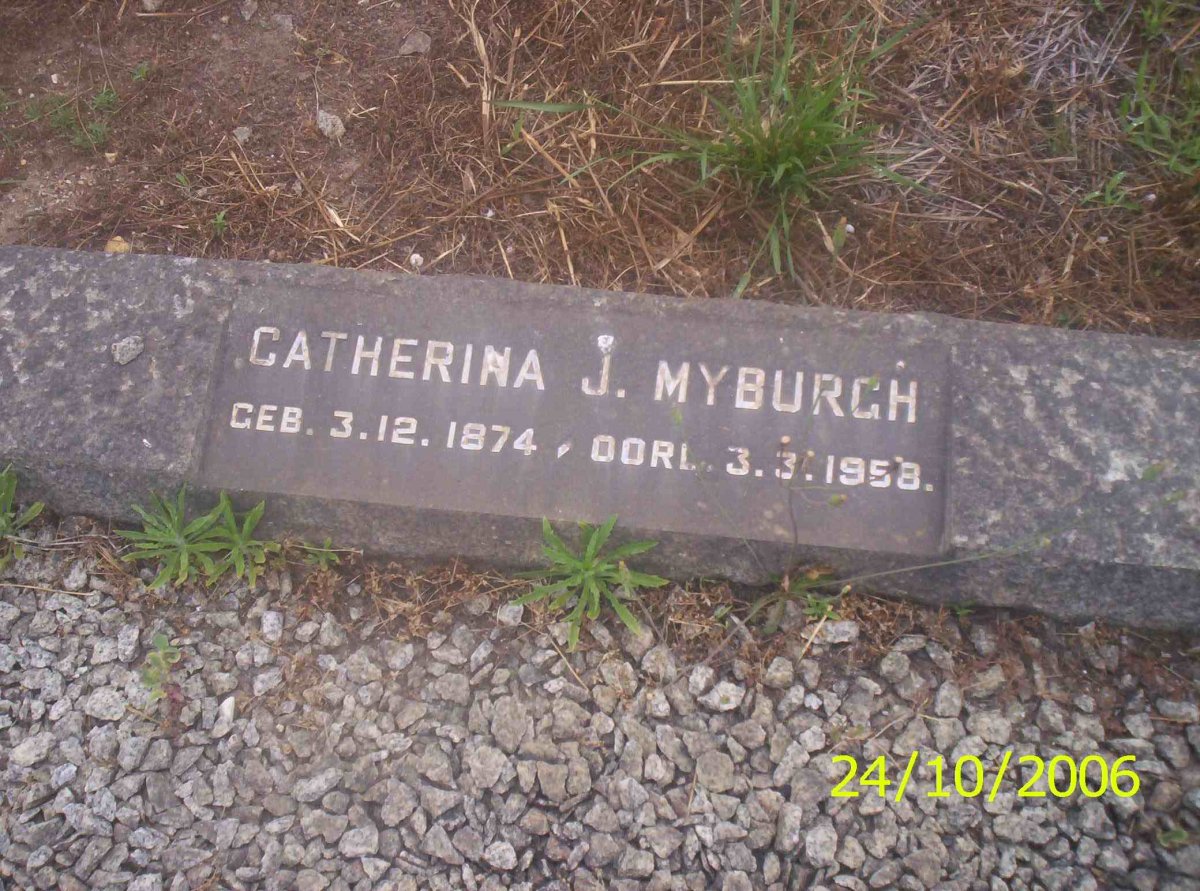 CATHERINA J. MYBURGH
GEB. 3.12.1874, OORL. 3.3.1958.
24/10/2006